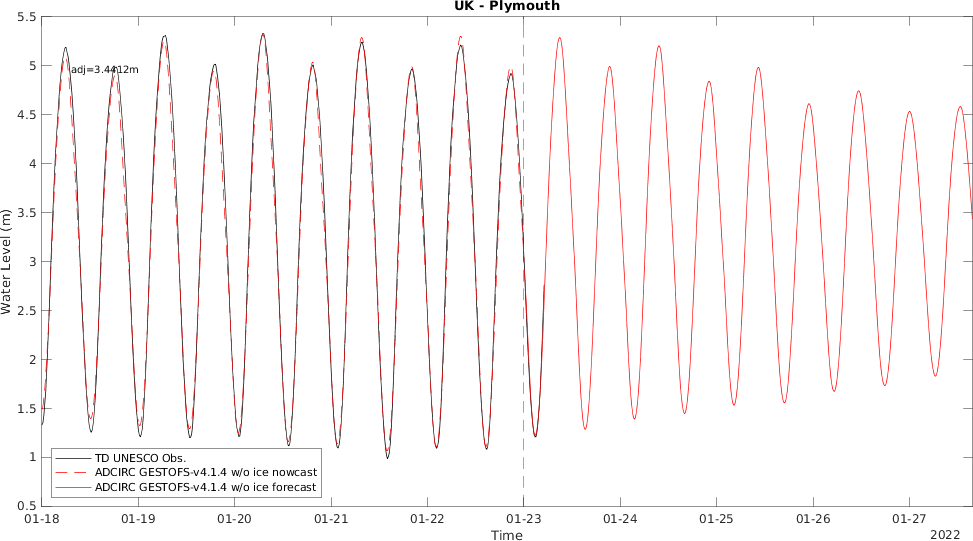 UK - Plymouth
5.5
5
4.5
4
3.5
3
2.5
2
1.5
1
0.5
Water Level (m)
adj=3.4412m
TD UNESCO Obs.
ADCIRC GESTOFS-v4.1.4 w/o ice nowcast
ADCIRC GESTOFS-v4.1.4 w/o ice forecast
01-18 01-19 01-20 01-21 01-22 01-23 01-24 01-25 01-26 01-27
Time
2022